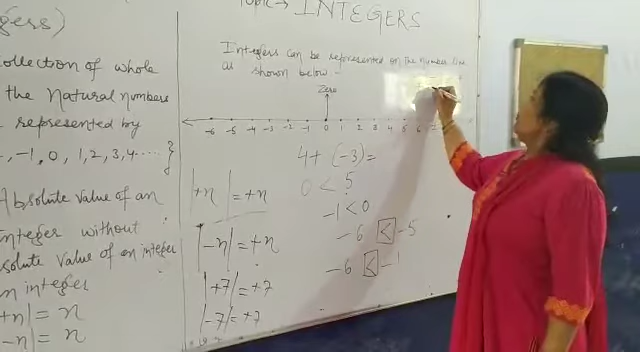 gers)
Collection of whole
the Natural numbers
represented by
-, -1, 0, 1, 2, 3, 4..... }
Absolute value of an
Integer without
solute value of an integer
n integer
+n| = n
-n| = n
Topic → INTEGERS
Integers can be represented on the number line
as shown below -
Zero
-6 -5 -4 -3 -2 -1 0 1 2 3 4 5 6 7
4+ (-3)=
0 < 5
-1 < 0
-6 < -5
-6 < -1
|+n| = +n
|-n| = +n
|+7| = +7
|-7| = +7